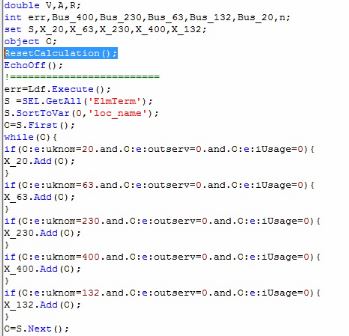 double V,A,R;
int err,Bus_400,Bus_230,Bus_63,Bus_132,Bus_20,n;
set S,X_20,X_63,X_230,X_400,X_132;
object C;
ResetCalculation();
EchoOff();
!=========================
err=Ldf.Execute();
S =SEL.GetAll('ElmTerm');
S.SortToVar(0,'loc_name');
C=S.First();
while(C){
if(C:e:uknom=20.and.C:e:outserv=0.and.C:e:iUsage=0){
X_20.Add(C);
}
if(C:e:uknom=63.and.C:e:outserv=0.and.C:e:iUsage=0){
X_63.Add(C);
}
if(C:e:uknom=230.and.C:e:outserv=0.and.C:e:iUsage=0){
X_230.Add(C);
}
if(C:e:uknom=400.and.C:e:outserv=0.and.C:e:iUsage=0){
X_400.Add(C);
}
if(C:e:uknom=132.and.C:e:outserv=0.and.C:e:iUsage=0){
X_132.Add(C);
}
C=S.Next();